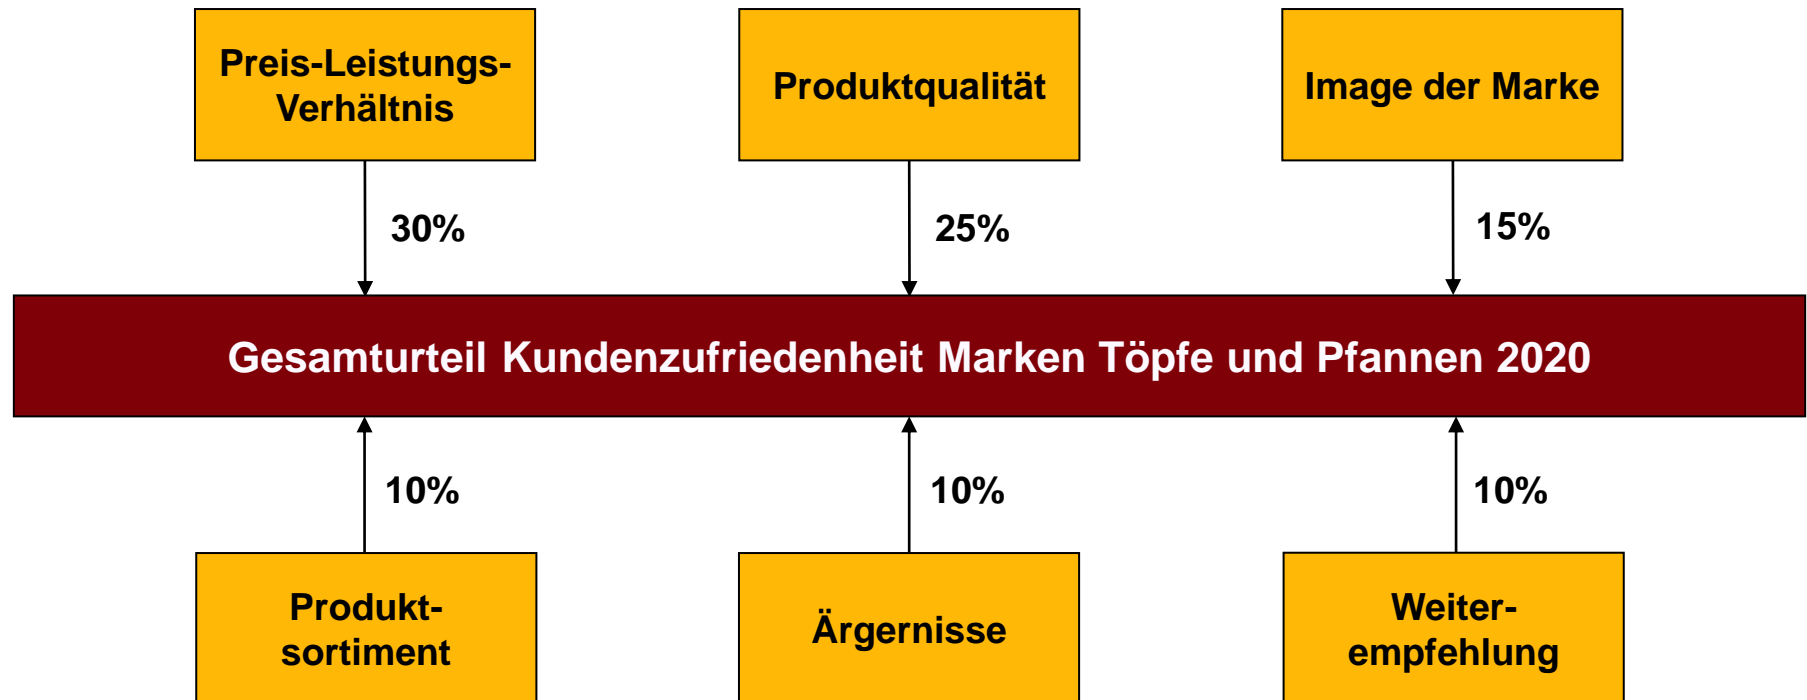 Preis-Leistungs-
Verhältnis
Produktqualität
Image der Marke
30%
25%
15%
Gesamturteil Kundenzufriedenheit Marken Töpfe und Pfannen 2020
10%
10%
10%
Produkt-
sortiment
Ärgernisse
Weiter-
empfehlung